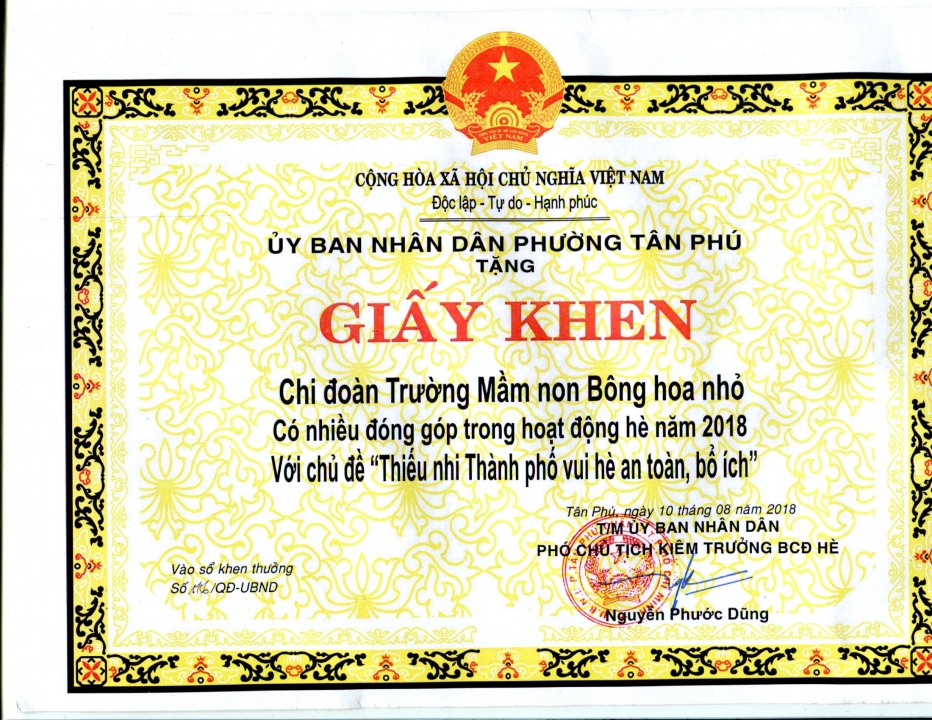 CỘNG HÒA XÃ HỘI CHỦ NGHĨA VIỆT NAM
Độc lập - Tự do - Hạnh phúc
ỦY BAN NHÂN DÂN PHƯỜNG TÂN PHÚ
TẶNG
GIẤY KHEN
Chi đoàn Trường Mầm non Bông hoa nhỏ
Có nhiều đóng góp trong hoạt động hè năm 2018
Với chủ đề “Thiếu nhi Thành phố vui hè an toàn, bổ ích”
Tân Phú, ngày 10 tháng 08 năm 2018
T/M ỦY BAN NHÂN DÂN
PHÓ CHỦ TỊCH KIÊM TRƯỞNG BCĐ HÈ
Vào sổ khen thưởng
Số /QĐ-UBND
Nguyễn Phước Dũng
VIỆT NAM